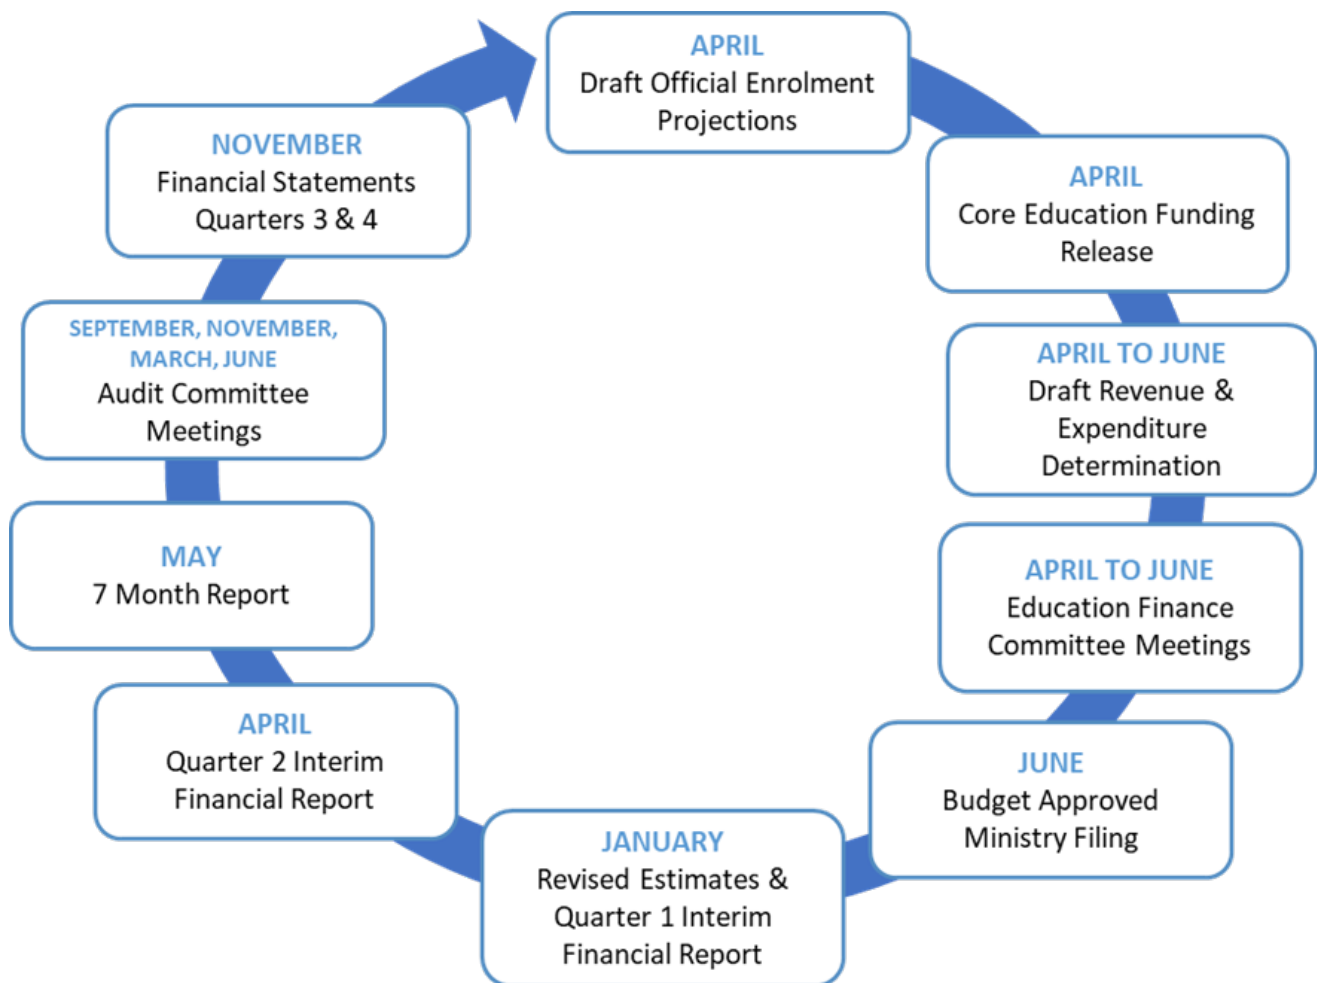 APRIL
Draft Official Enrolment
Projections
APRIL
Core Education Funding
Release
APRIL TO JUNE
Draft Revenue &
Expenditure
Determination
APRIL TO JUNE
Education Finance
Committee Meetings
JUNE
Budget Approved
Ministry Filing
JANUARY
Revised Estimates &
Quarter 1 Interim
Financial Report
APRIL
Quarter 2 Interim
Financial Report
MAY
7 Month Report
SEPTEMBER, NOVEMBER,
MARCH, JUNE
Audit Committee
Meetings
NOVEMBER
Financial Statements
Quarters 3 & 4